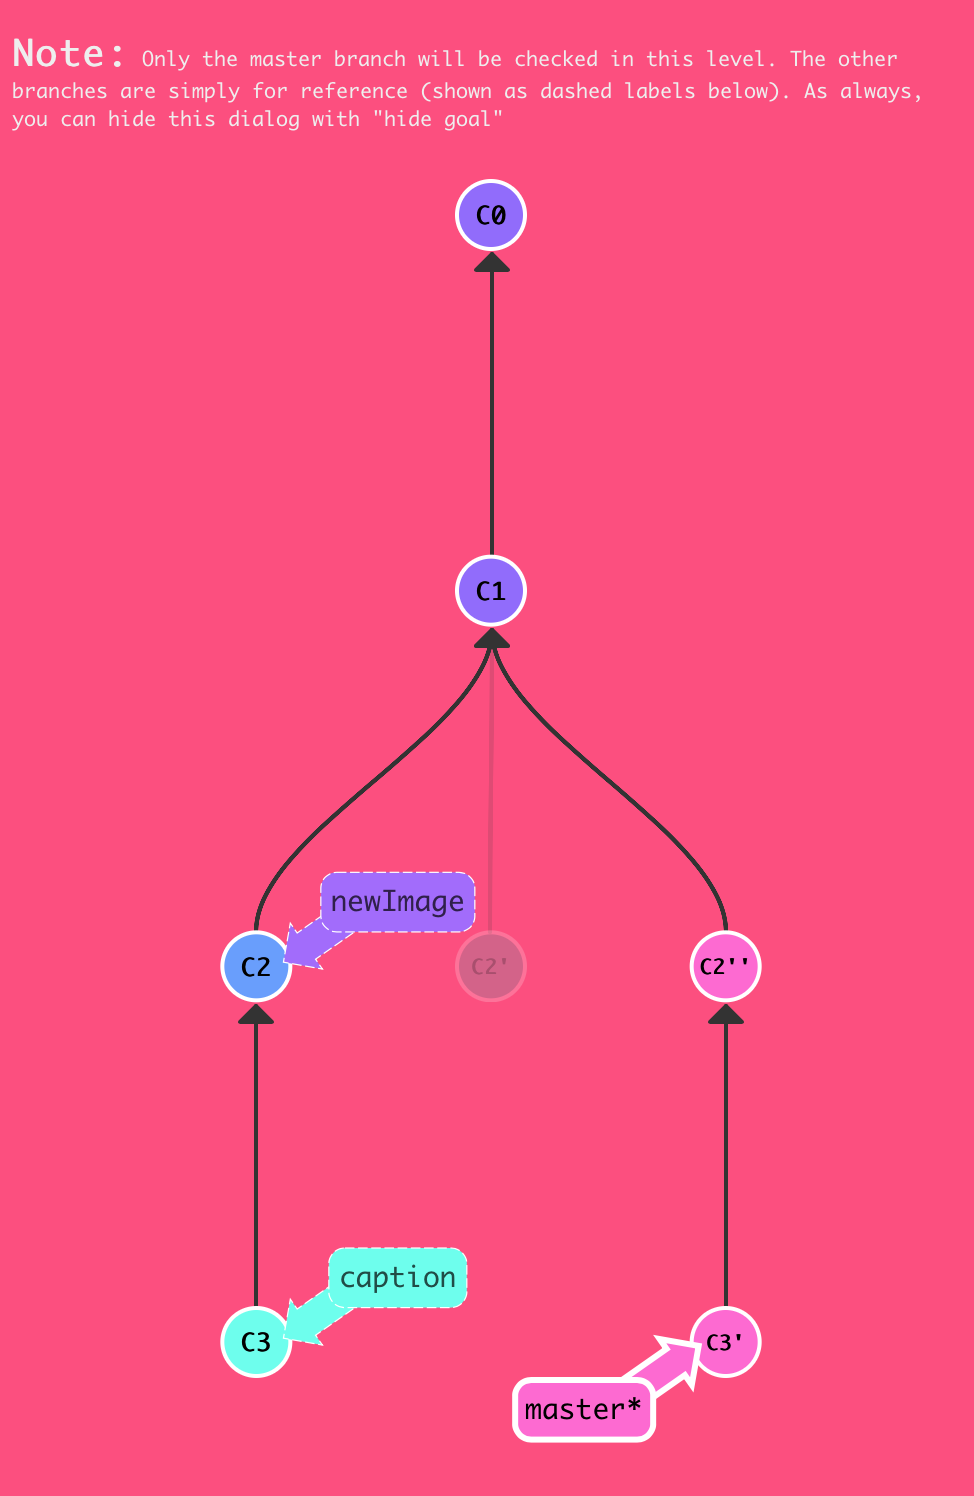 Note: Only the master branch will be checked in this level. The other
branches are simply for reference (shown as dashed labels below). As always,
you can hide this dialog with "hide goal"
C0
C1
newImage
C2
C2'
C2''
caption
C3
C3'
master*